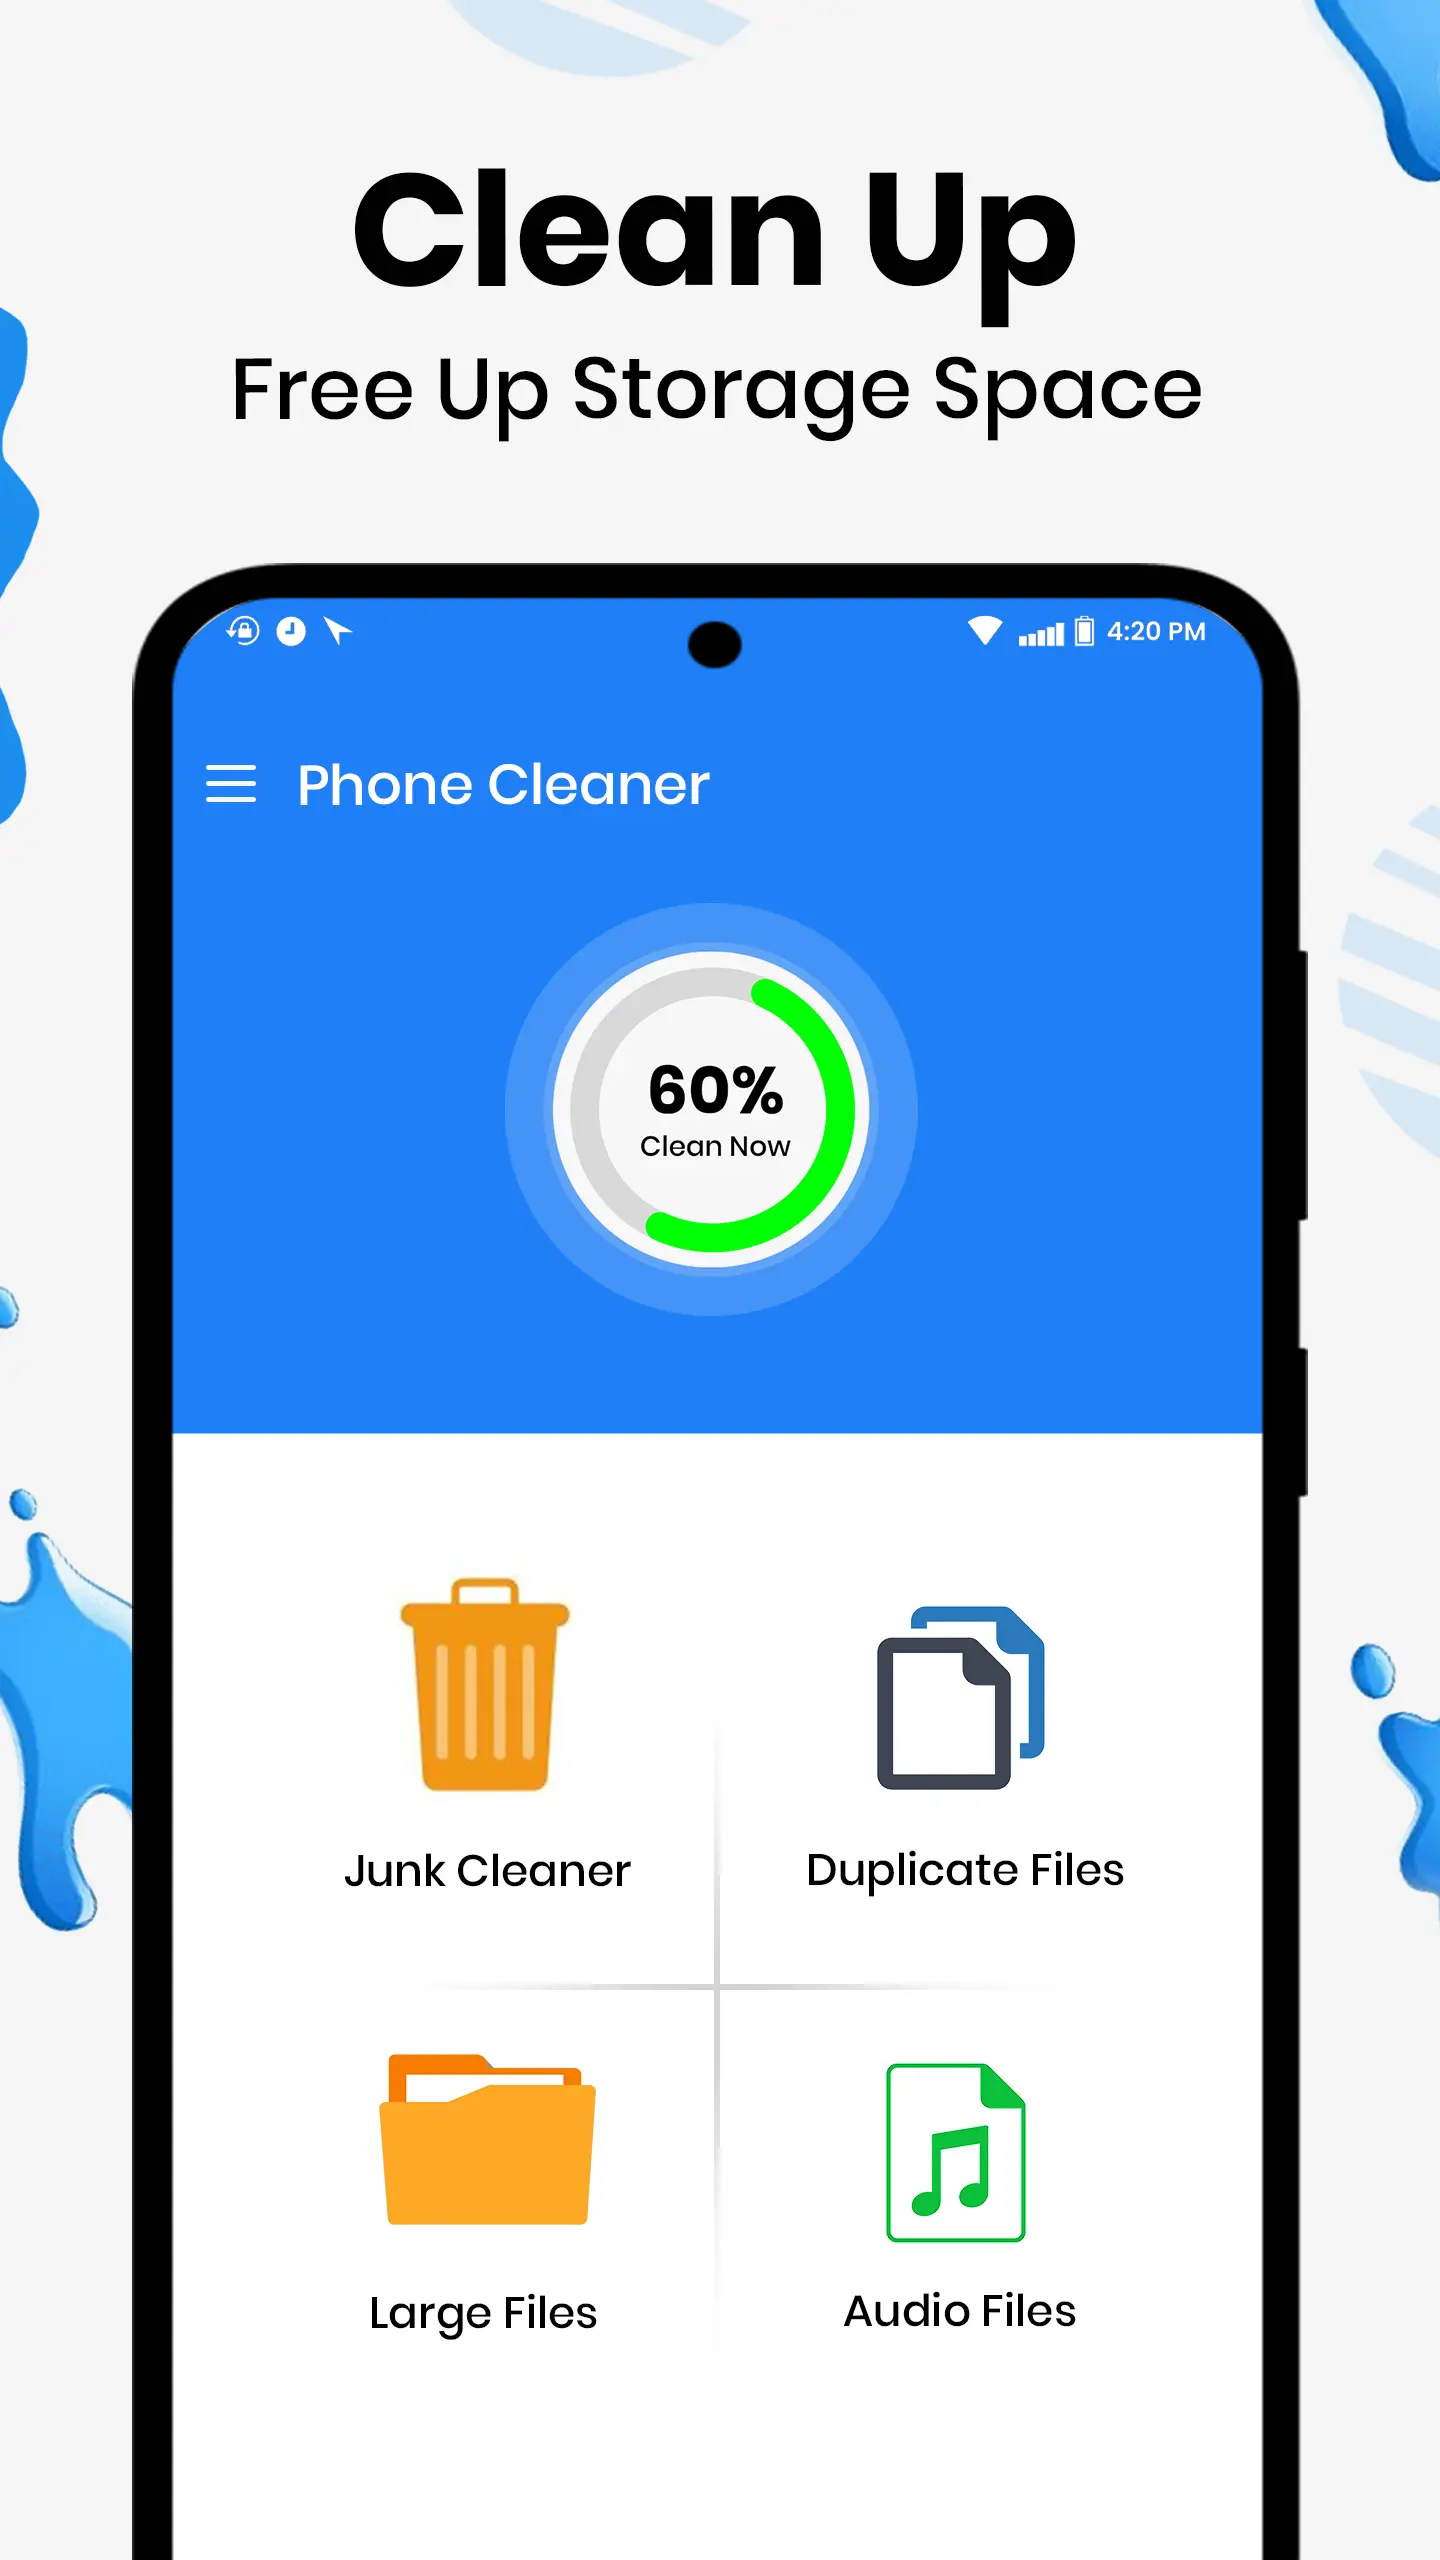 Clean Up
Free Up Storage Space
4:20 PM
Phone Cleaner
60%
Clean Now
Junk Cleaner
Duplicate Files
Large Files
Audio Files